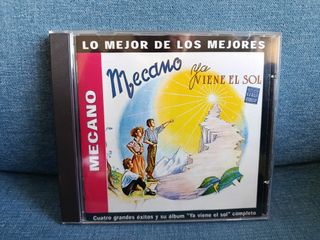 LO MEJOR DE LOS MEJORES
MECANO
Mecano ya
VIENE EL SOL
Cuatro grandes éxitos y su álbum "Ya viene el sol" completo